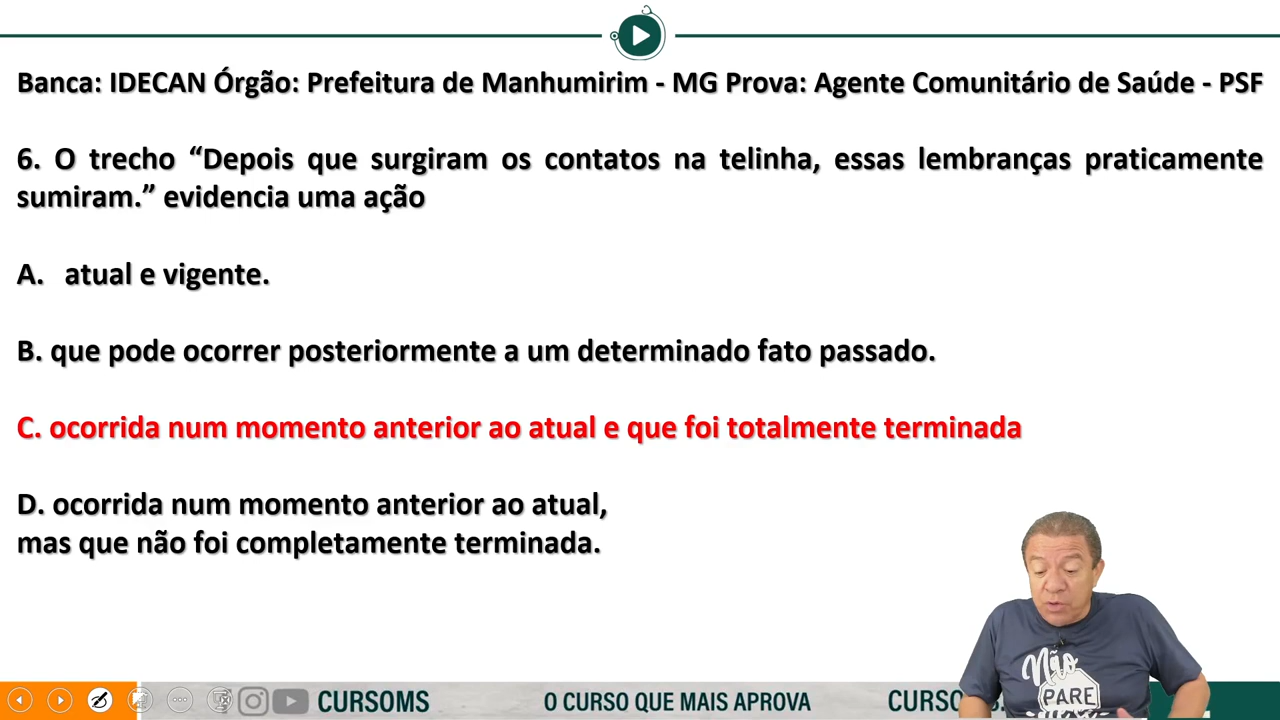 Banca: IDECAN Órgão: Prefeitura de Manhumirim - MG Prova: Agente Comunitário de Saúde - PSF
6. O trecho “Depois que surgiram os contatos na telinha, essas lembranças praticamente
sumiram.” evidencia uma ação
A. atual e vigente.
B. que pode ocorrer posteriormente a um determinado fato passado.
C. ocorrida num momento anterior ao atual e que foi totalmente terminada
D. ocorrida num momento anterior ao atual,
mas que não foi completamente terminada.
Não
PARE
CURSOMS
O CURSO QUE MAIS APROVA